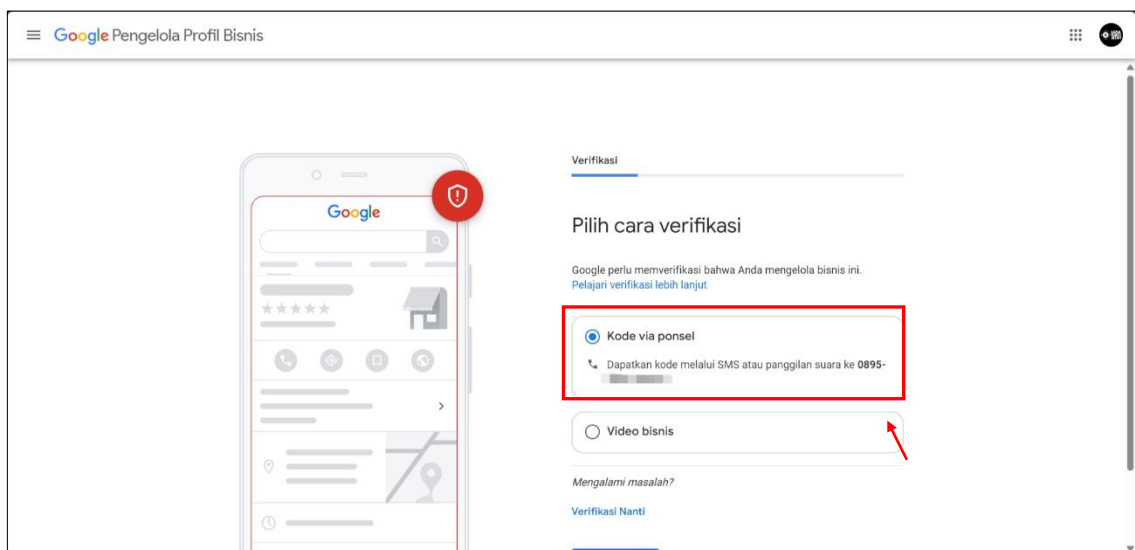 Google Pengelola Profil Bisnis
Google
Verifikasi
Pilih cara verifikasi
Google perlu memverifikasi bahwa Anda mengelola bisnis ini.
Pelajari verifikasi lebih lanjut
Kode via ponsel
Dapatkan kode melalui SMS atau panggilan suara ke 0895-
Video bisnis
Mengalami masalah?
Verifikasi Nanti